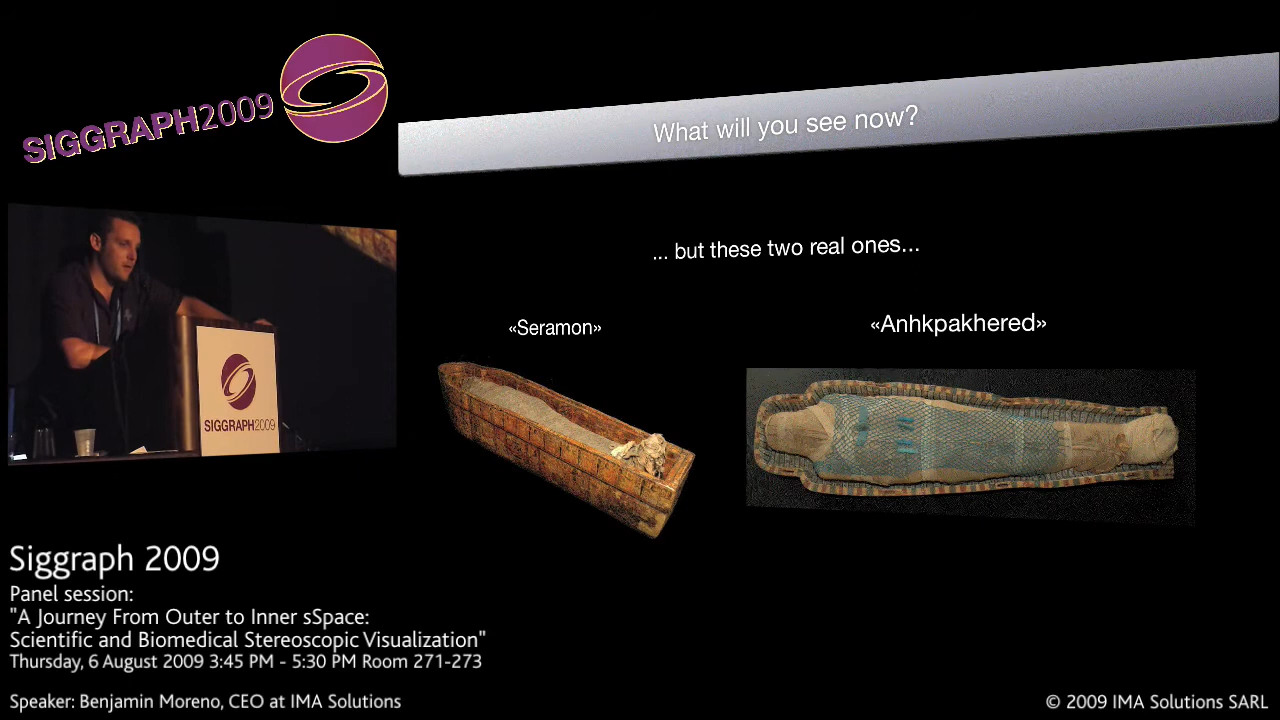 SIGGRAPH2009
What will you see now?
... but these two real ones...
«Seramon»
«Anhkpakhered»
SIGGRAPH2009
Siggraph 2009
Panel session:
"A Journey From Outer to Inner sSpace:
Scientific and Biomedical Stereoscopic Visualization"
Thursday, 6 August 2009 3:45 PM - 5:30 PM Room 271-273
Speaker: Benjamin Moreno, CEO at IMA Solutions
© 2009 IMA Solutions SARL